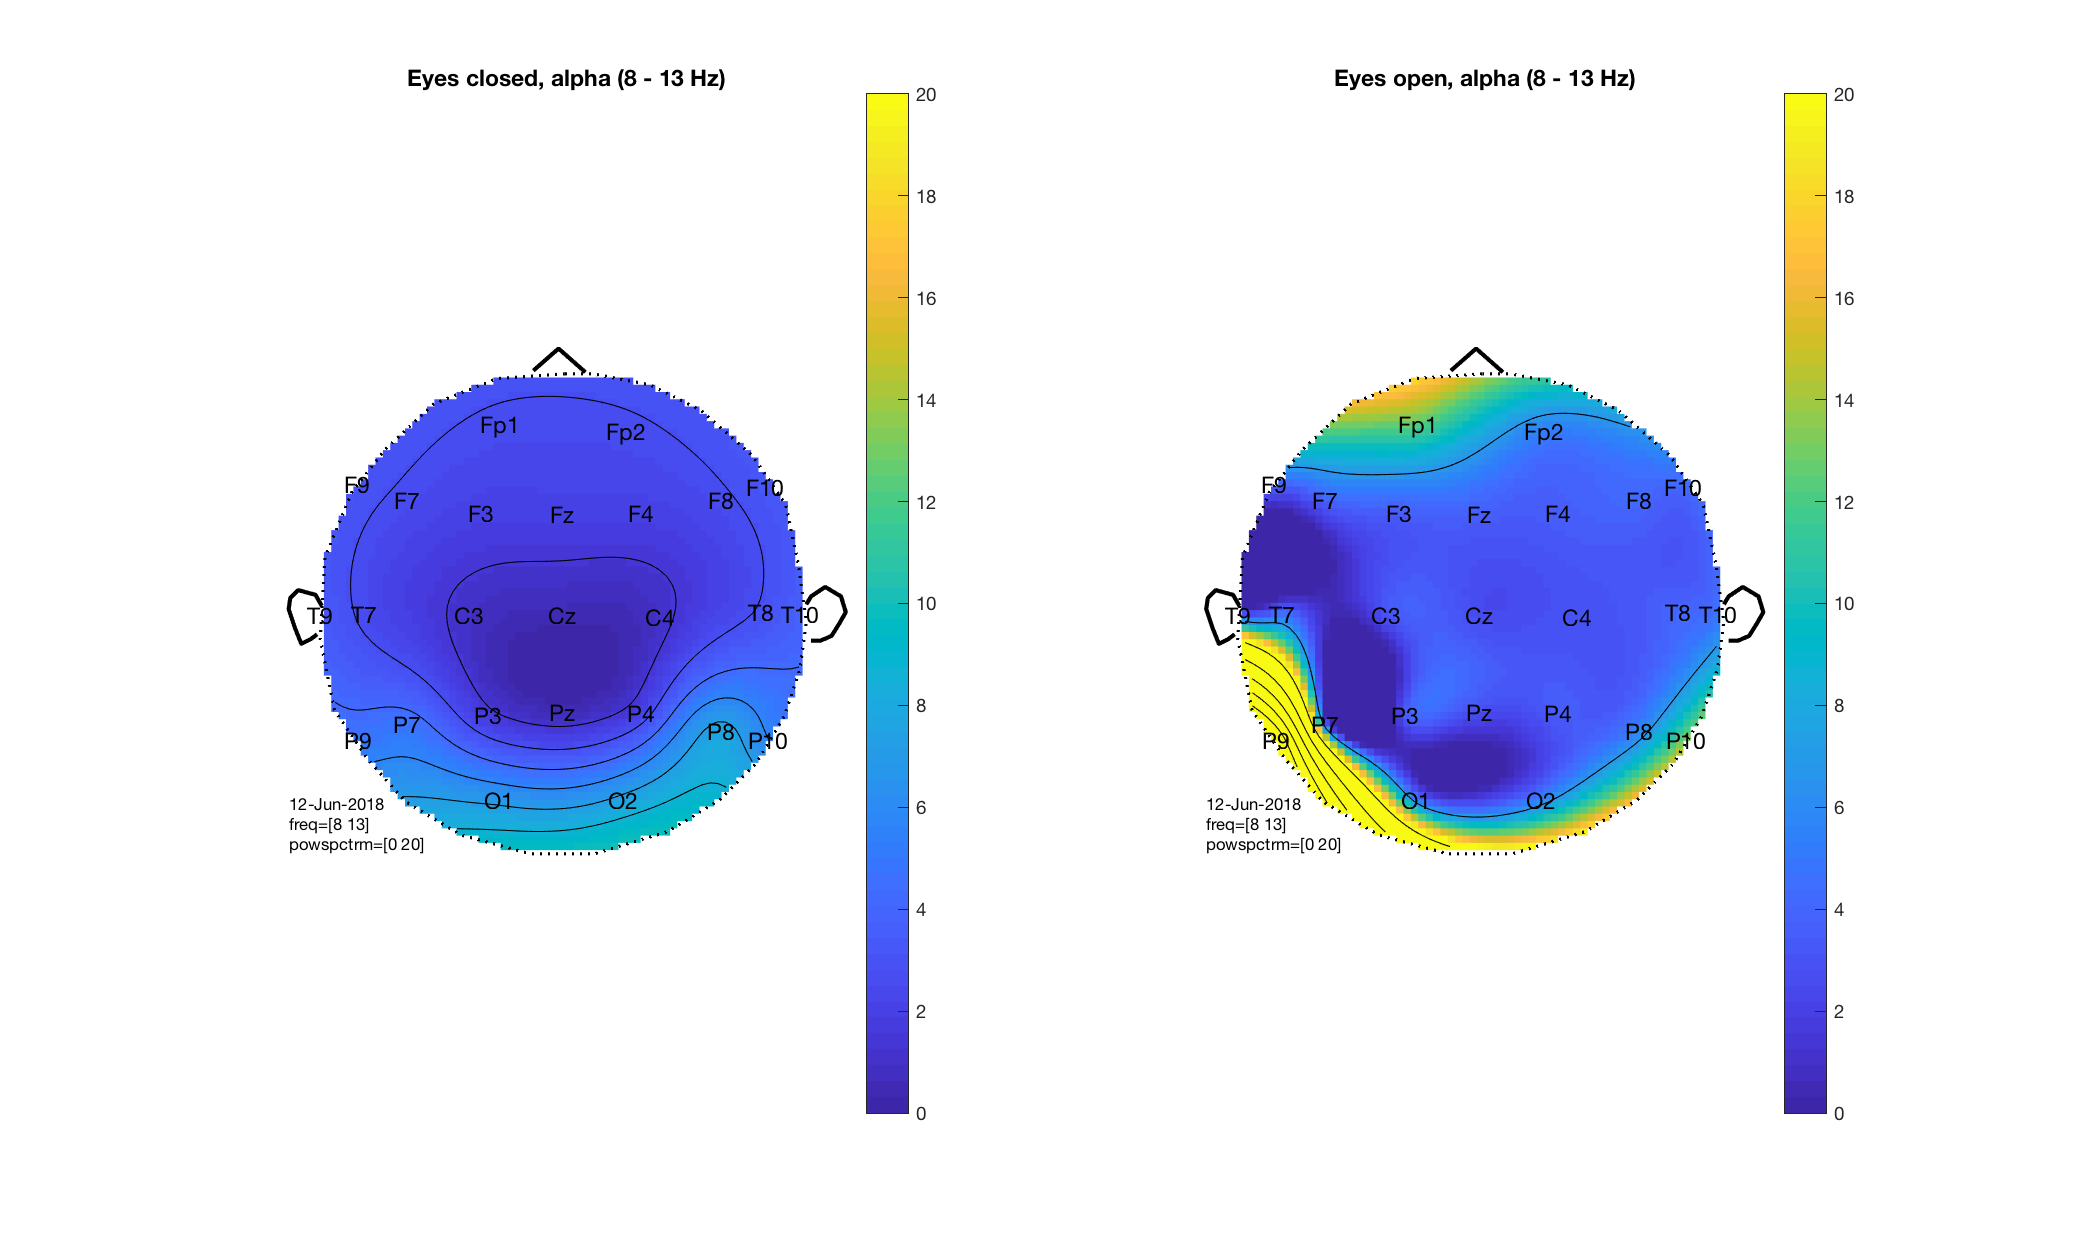 Eyes closed, alpha (8 - 13 Hz)
20
18
16
14
12
10
8
6
4
2
0
Fp1 Fp2
F9 F7 F3 Fz F4 F8 F10
T9 T7 C3 Cz C4 T8 T10
P9 P7 P3 Pz P4 P8 P10
O1 O2
12-Jun-2018
freq=[8 13]
powspctrm=[0 20]
Eyes open, alpha (8 - 13 Hz)
20
18
16
14
12
10
8
6
4
2
0
Fp1 Fp2
F9 F7 F3 Fz F4 F8 F10
T9 T7 C3 Cz C4 T8 T10
P9 P7 P3 Pz P4 P8 P10
O1 O2
12-Jun-2018
freq=[8 13]
powspctrm=[0 20]